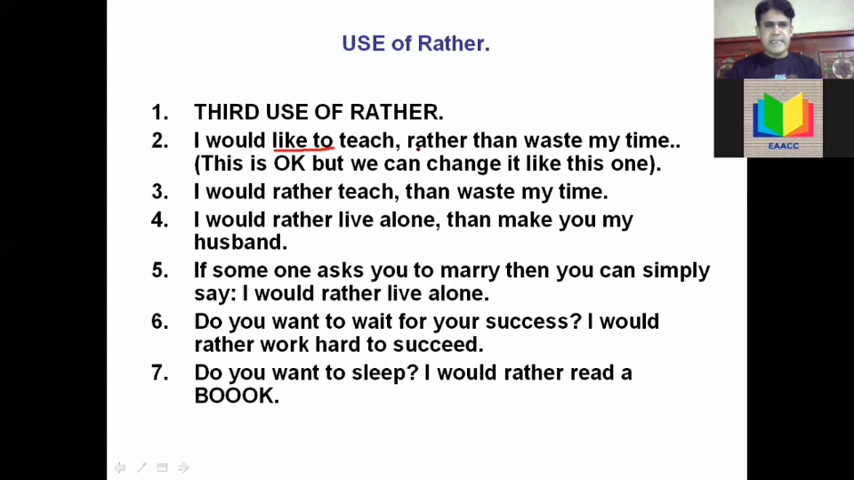 USE of Rather.
1. THIRD USE OF RATHER.
2. I would like to teach, rather than waste my time..
(This is OK but we can change it like this one).
3. I would rather teach, than waste my time.
4. I would rather live alone, than make you my
husband.
5. If some one asks you to marry then you can simply
say: I would rather live alone.
6. Do you want to wait for your success? I would
rather work hard to succeed.
7. Do you want to sleep? I would rather read a
BOOOK.
EAACC